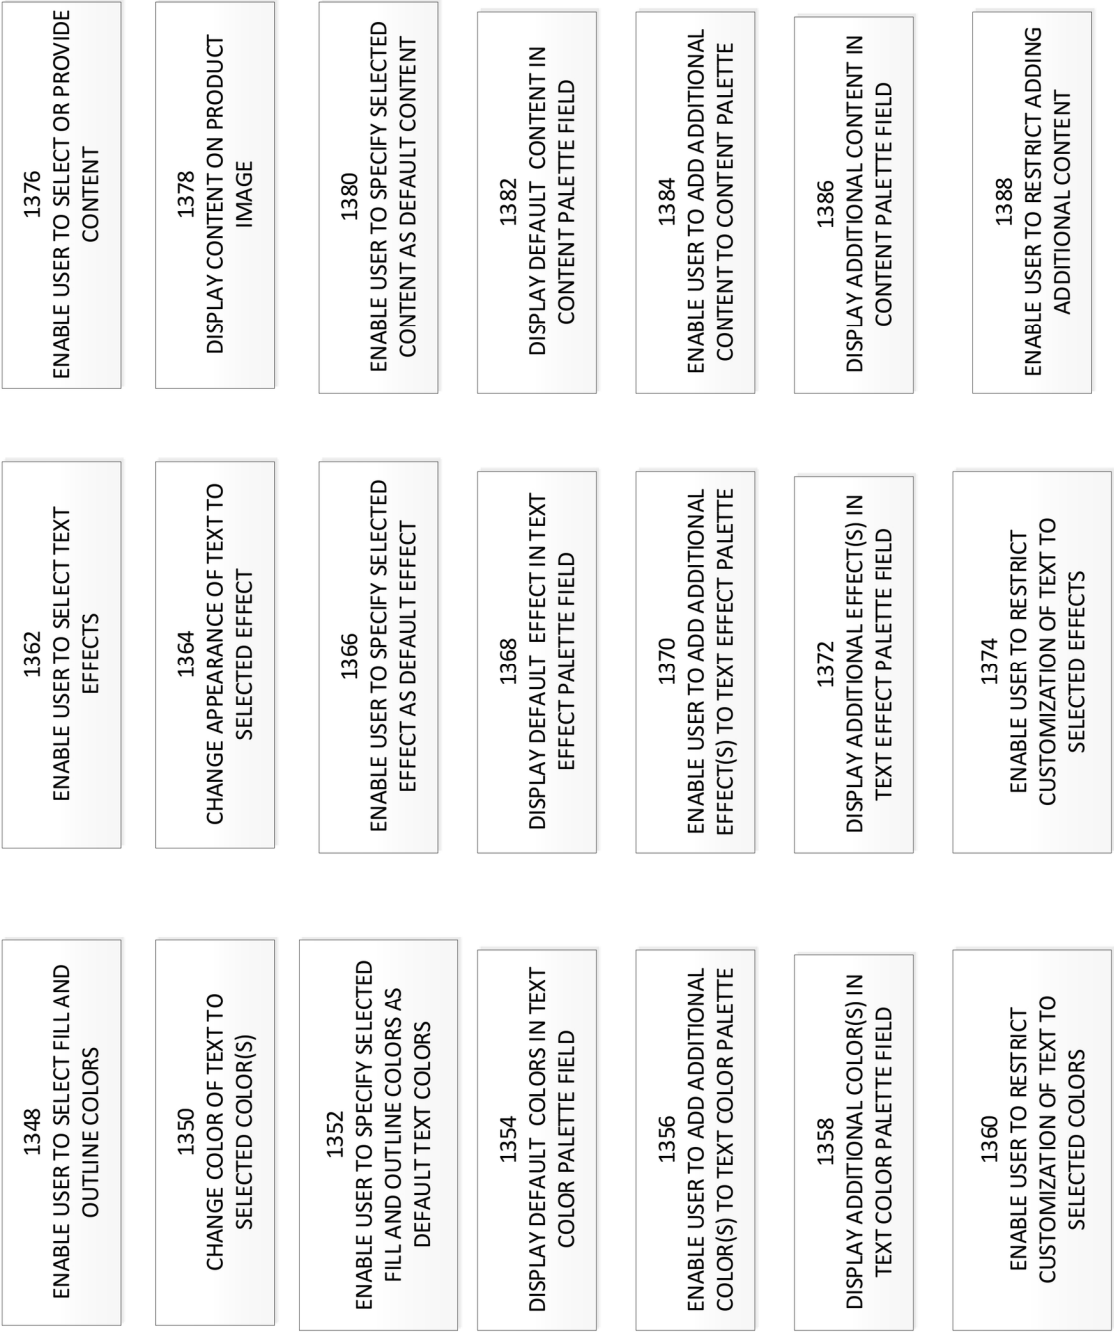 1348
ENABLE USER TO SELECT FILL AND
OUTLINE COLORS
1350
CHANGE COLOR OF TEXT TO
SELECTED COLOR(S)
1352
ENABLE USER TO SPECIFY SELECTED
FILL AND OUTLINE COLORS AS
DEFAULT TEXT COLORS
1354
DISPLAY DEFAULT COLORS IN TEXT
COLOR PALETTE FIELD
1356
ENABLE USER TO ADD ADDITIONAL
COLOR(S) TO TEXT COLOR PALETTE
1358
DISPLAY ADDITIONAL COLOR(S) IN
TEXT COLOR PALETTE FIELD
1360
ENABLE USER TO RESTRICT
CUSTOMIZATION OF TEXT TO
SELECTED COLORS
1362
ENABLE USER TO SELECT TEXT
EFFECTS
1364
CHANGE APPEARANCE OF TEXT TO
SELECTED EFFECT
1366
ENABLE USER TO SPECIFY SELECTED
EFFECT AS DEFAULT EFFECT
1368
DISPLAY DEFAULT EFFECT IN TEXT
EFFECT PALETTE FIELD
1370
ENABLE USER TO ADD ADDITIONAL
EFFECT(S) TO TEXT EFFECT PALETTE
1372
DISPLAY ADDITIONAL EFFECT(S) IN
TEXT EFFECT PALETTE FIELD
1374
ENABLE USER TO RESTRICT
CUSTOMIZATION OF TEXT TO
SELECTED EFFECTS
1376
ENABLE USER TO SELECT OR PROVIDE
CONTENT
1378
DISPLAY CONTENT ON PRODUCT
IMAGE
1380
ENABLE USER TO SPECIFY SELECTED
CONTENT AS DEFAULT CONTENT
1382
DISPLAY DEFAULT CONTENT IN
CONTENT PALETTE FIELD
1384
ENABLE USER TO ADD ADDITIONAL
CONTENT TO CONTENT PALETTE
1386
DISPLAY ADDITIONAL CONTENT IN
CONTENT PALETTE FIELD
1388
ENABLE USER TO RESTRICT ADDING
ADDITIONAL CONTENT